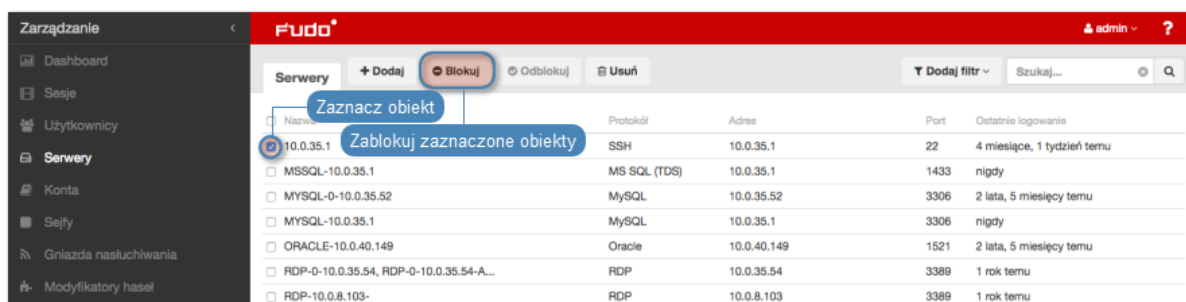 Zarządzanie
Fudo
admin
?
Dashboard
Sesje
Użytkownicy
Serwery
Konta
Sejfy
Gniazda nasłuchiwania
Modyfikatory haseł
Serwery
+ Dodaj
Blokuj
Odblokuj
Usuń
Dodaj filtr
Szukaj...
Zaznacz obiekt
Zablokuj zaznaczone obiekty
Nazwa Protokół Adres Port Ostatnie logowanie
10.0.35.1 SSH 10.0.35.1 22 4 miesiące, 1 tydzień temu
MSSQL-10.0.35.1 MS SQL (TDS) 10.0.35.1 1433 nigdy
MYSQL-0-10.0.35.52 MySQL 10.0.35.52 3306 2 lata, 5 miesięcy temu
MYSQL-10.0.35.1 MySQL 10.0.35.1 3306 nigdy
ORACLE-10.0.40.149 Oracle 10.0.40.149 1521 2 lata, 5 miesięcy temu
RDP-0-10.0.35.54, RDP-0-10.0.35.54-A... RDP 10.0.35.54 3389 1 rok temu
RDP-10.0.8.103- RDP 10.0.8.103 3389 1 rok temu